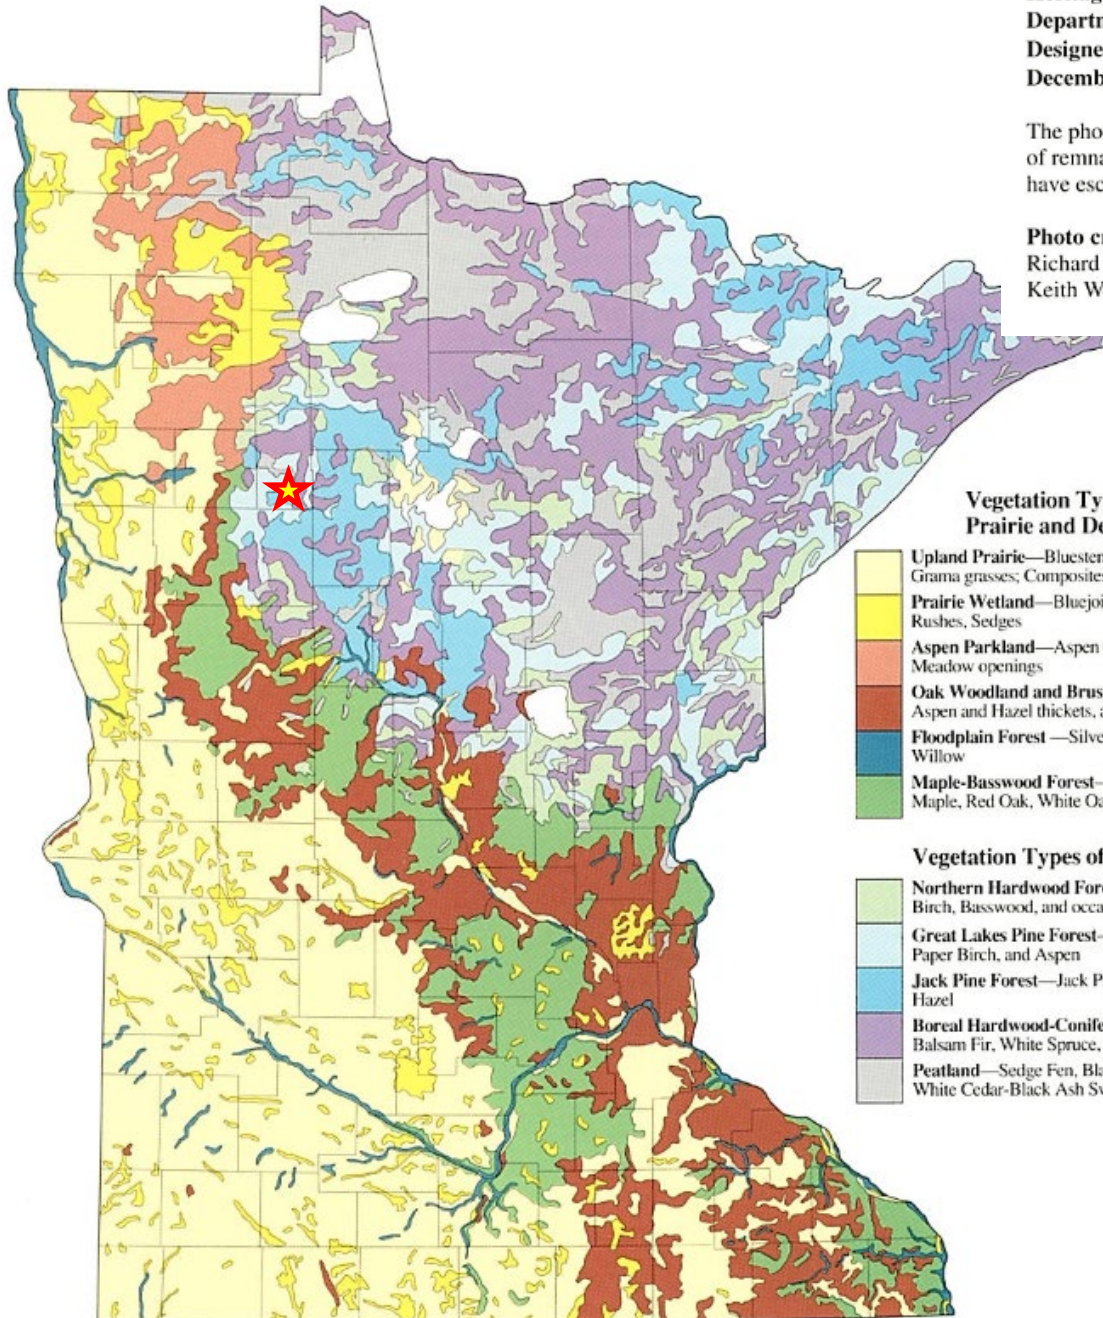 Departm
Designe
Decemb
The pho
of remna
have esc
Photo cr
Richard
Keith W
Vegetation Ty
Prairie and De
Upland Prairie—Bluesten
Grama grasses; Composites
Prairie Wetland—Bluejoi
Rushes, Sedges
Aspen Parkland—Aspen
Meadow openings
Oak Woodland and Brus
Aspen and Hazel thickets, a
Floodplain Forest —Silve
Willow
Maple-Basswood Forest—
Maple, Red Oak, White Oa
Vegetation Types of
Northern Hardwood Fore
Birch, Basswood, and occa
Great Lakes Pine Forest—
Paper Birch, and Aspen
Jack Pine Forest—Jack P
Hazel
Boreal Hardwood-Conife
Balsam Fir, White Spruce,
Peatland—Sedge Fen, Bla
White Cedar-Black Ash Sw